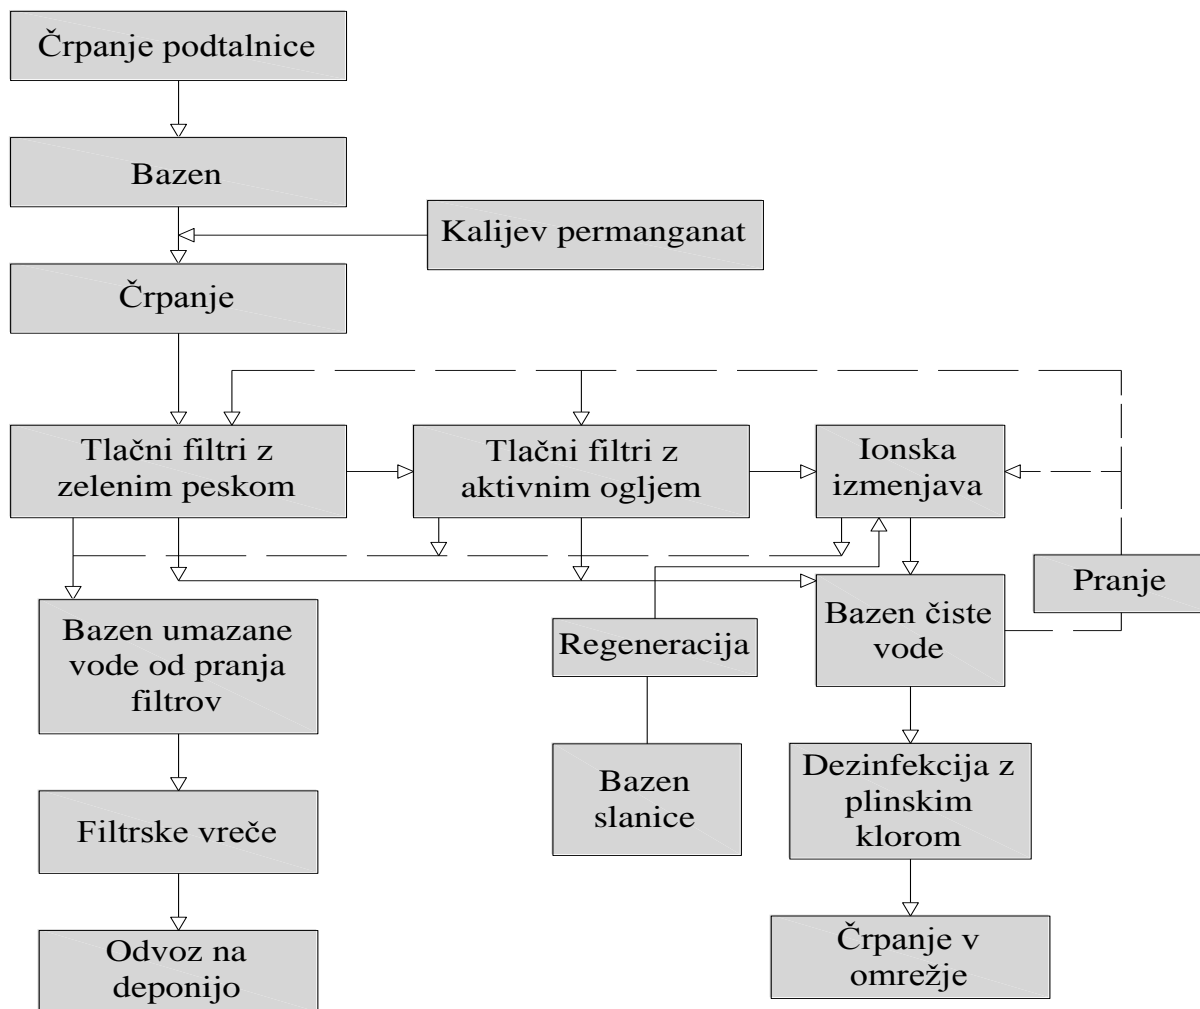 Črpanje podtalnice
Bazen
Kalijev permanganat
Črpanje
Tlačni filtri z
zelenim peskom
Tlačni filtri z
aktivnim ogljem
Ionska
izmenjava
Pranje
Bazen umazane
vode od pranja
filtrov
Regeneracija
Bazen čiste
vode
Bazen
slanice
Dezinfekcija z
plinskim
klorom
Filtrske vreče
Odvoz na
deponijo
Črpanje v
omrežje